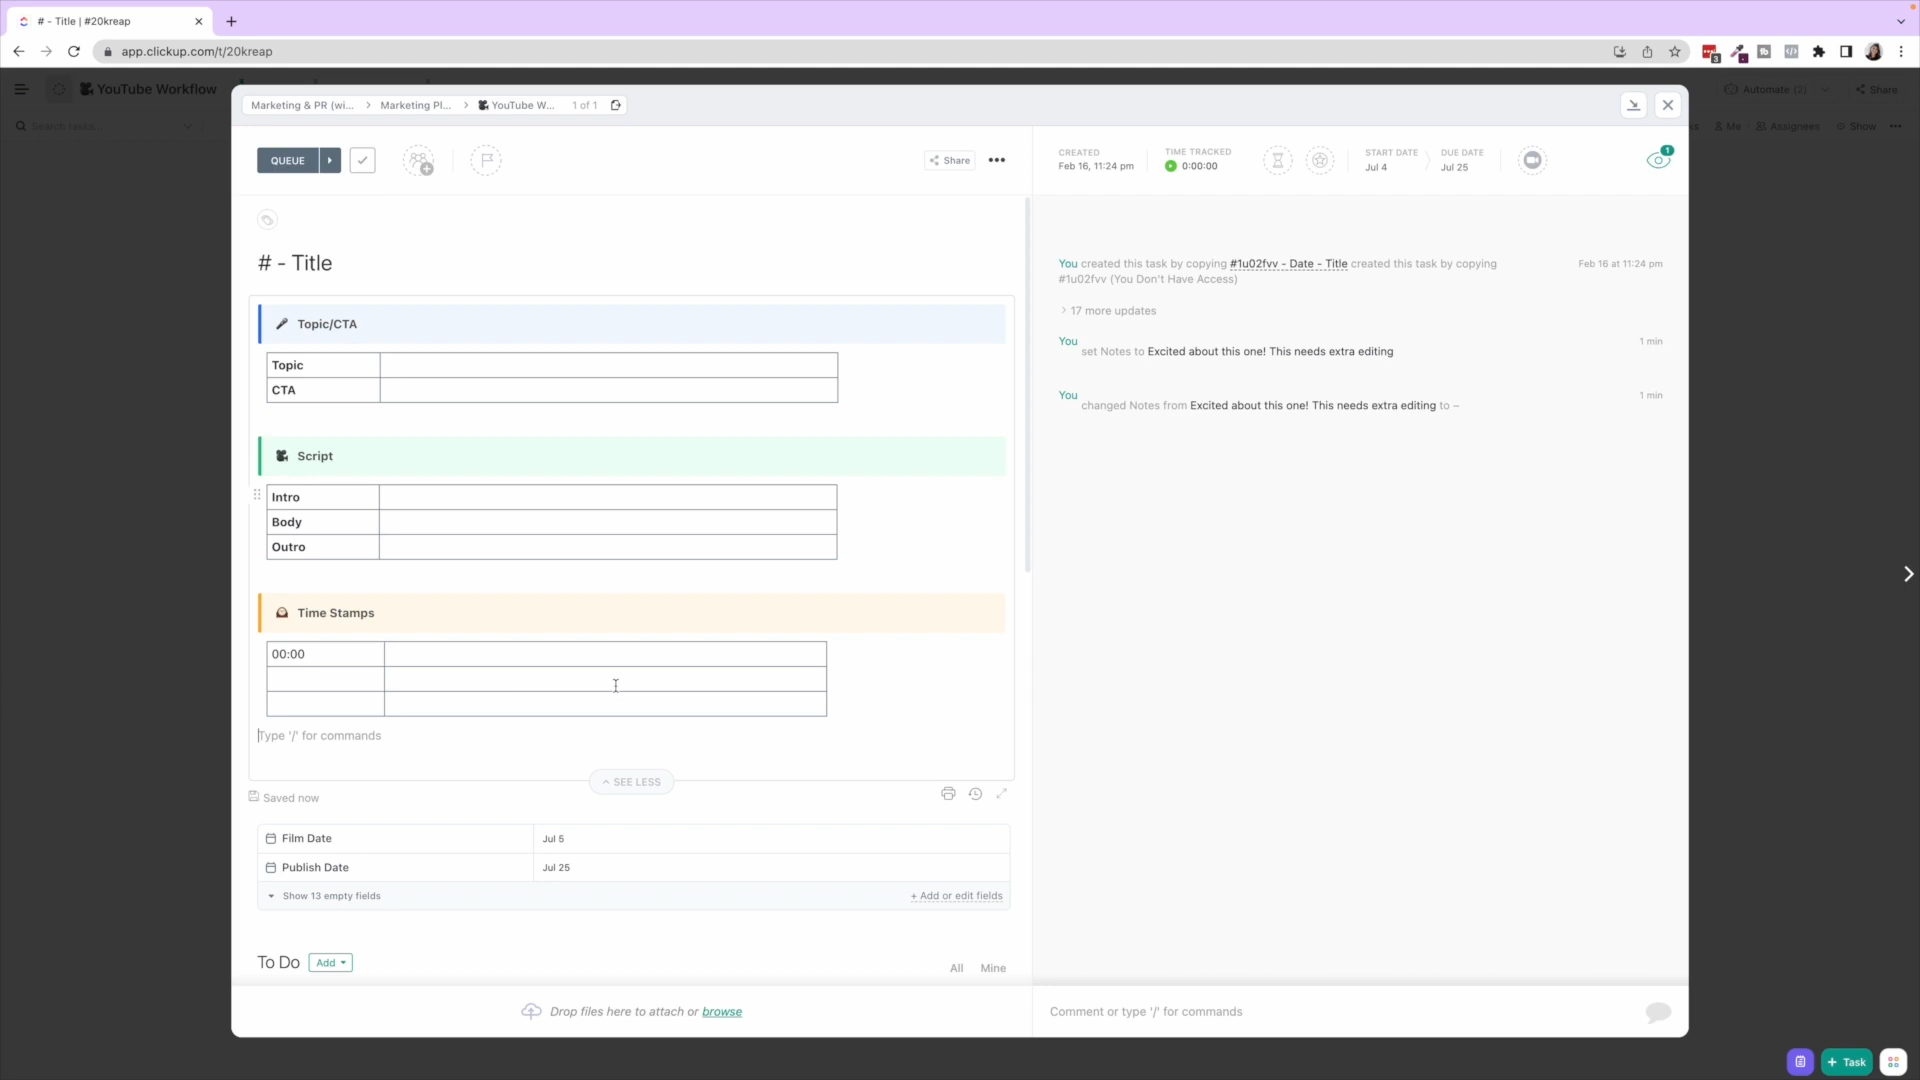 # - Title | #20kreap
app.clickup.com/t/20kreap
3
YouTube Workflow
Automate (2)
Share
Search tasks...
Me
Assignees
Show
Marketing & PR (wi... > Marketing Pl... > YouTube W... 1 of 1
QUEUE
Share
CREATED
Feb 16, 11:24 pm
TIME TRACKED
0:00:00
START DATE
Jul 4
DUE DATE
Jul 25
1
# - Title
Topic/CTA
Topic
CTA
Script
Intro
Body
Outro
Time Stamps
00:00
Type '/' for commands
SEE LESS
Saved now
Film Date Jul 5
Publish Date Jul 25
Show 13 empty fields + Add or edit fields
To Do Add All Mine
Drop files here to attach or browse
You created this task by copying #1u02fvv - Date - Title created this task by copying Feb 16 at 11:24 pm
#1u02fvv (You Don't Have Access)
> 17 more updates
You 1 min
set Notes to Excited about this one! This needs extra editing
You 1 min
changed Notes from Excited about this one! This needs extra editing to –
Comment or type '/' for commands
+ Task